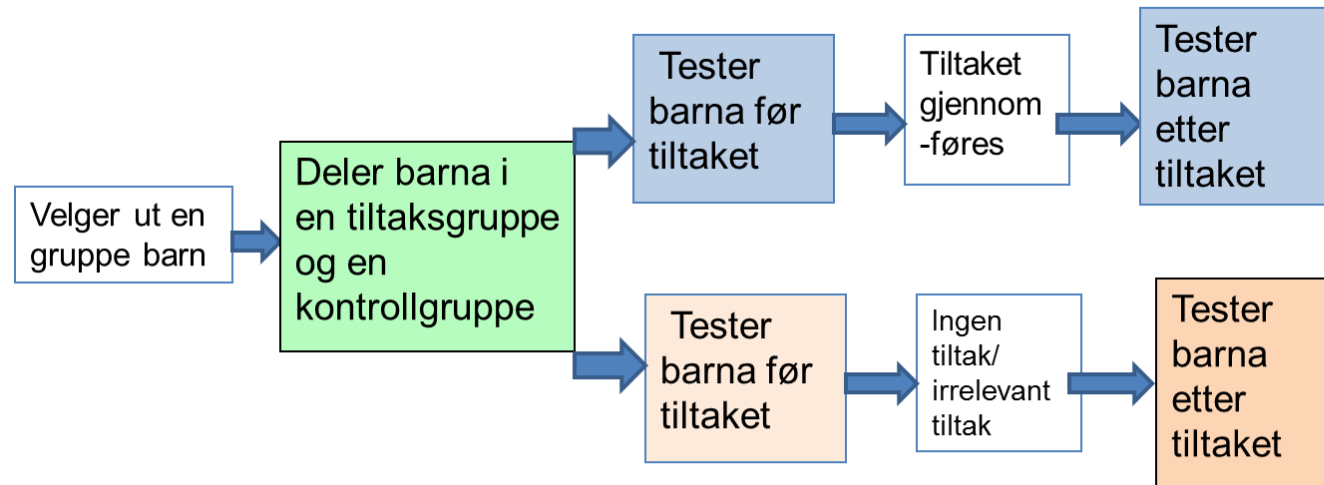 Velger ut en
gruppe barn
Deler barna i
en tiltaksgruppe
og en
kontrollgruppe
Tester
barna før
tiltaket
Tiltaket
gjennom
-føres
Tester
barna
etter
tiltaket
Tester
barna før
tiltaket
Ingen
tiltak/
irrelevant
tiltak
Tester
barna
etter
tiltaket